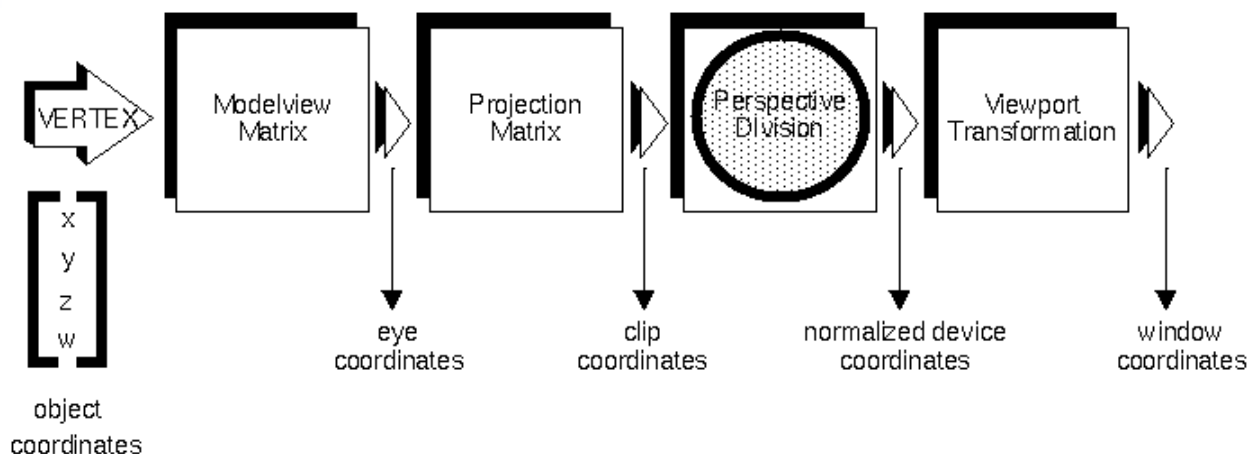 VERTEX
x
y
z
w
object
coordinates
Modelview
Matrix
eye
coordinates
Projection
Matrix
clip
coordinates
Perspective
DIvision
normalized device
coordinates
Viewport
Transformation
window
coordinates